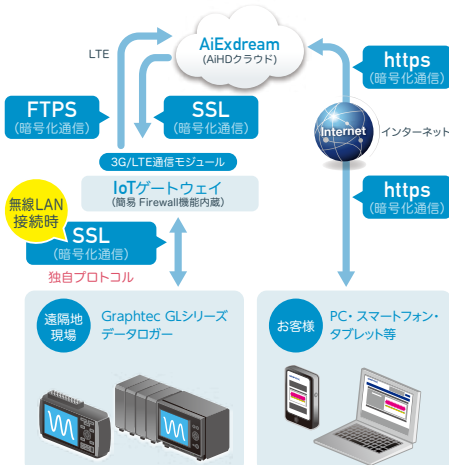 AiExdream
(AiHDクラウド)
LTE
https
(暗号化通信)
FTPS
(暗号化通信)
SSL
(暗号化通信)
Internet
インターネット
3G/LTE通信モジュール
IoTゲートウェイ
(簡易 Firewall機能内蔵)
https
(暗号化通信)
無線LAN
接続時
SSL
(暗号化通信)
独自プロトコル
遠隔地
現場
Graphtec GLシリーズ
データロガー
お客様
PC・スマートフォン・
タブレット等